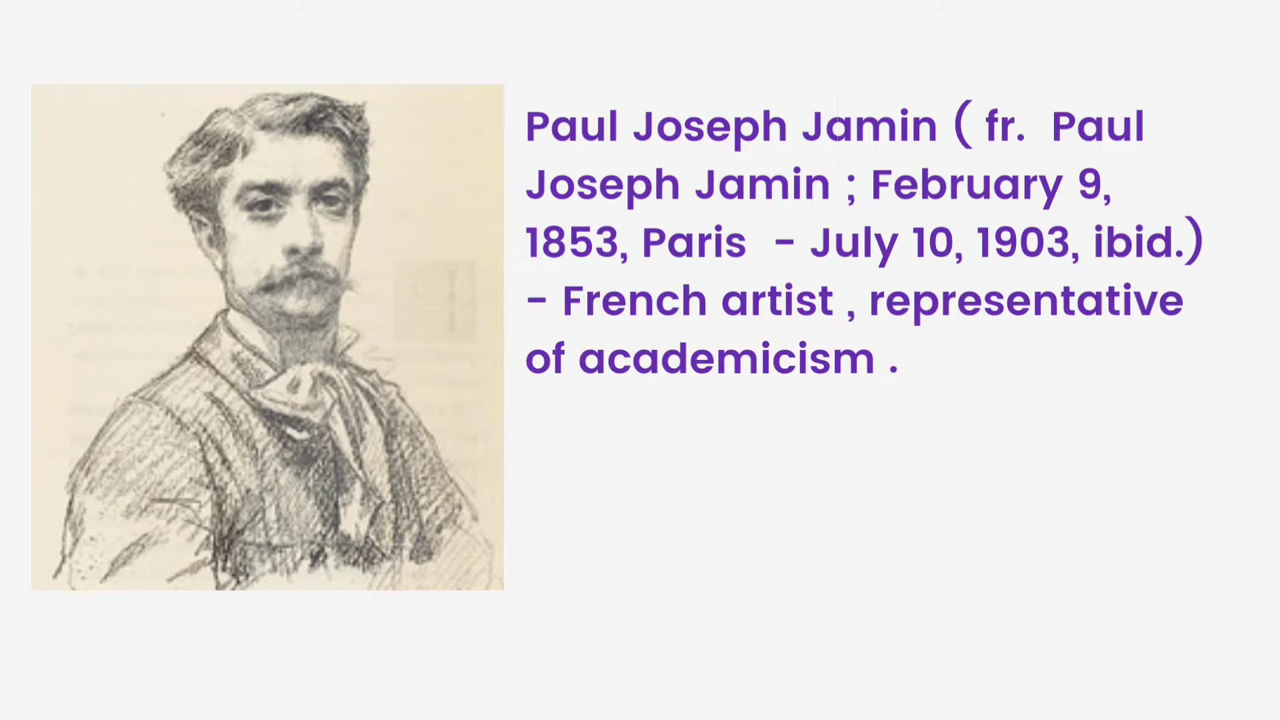 Paul Joseph Jamin ( fr.  Paul
Joseph Jamin ; February 9,
1853, Paris  - July 10, 1903, ibid.)
- French artist , representative
of academicism .